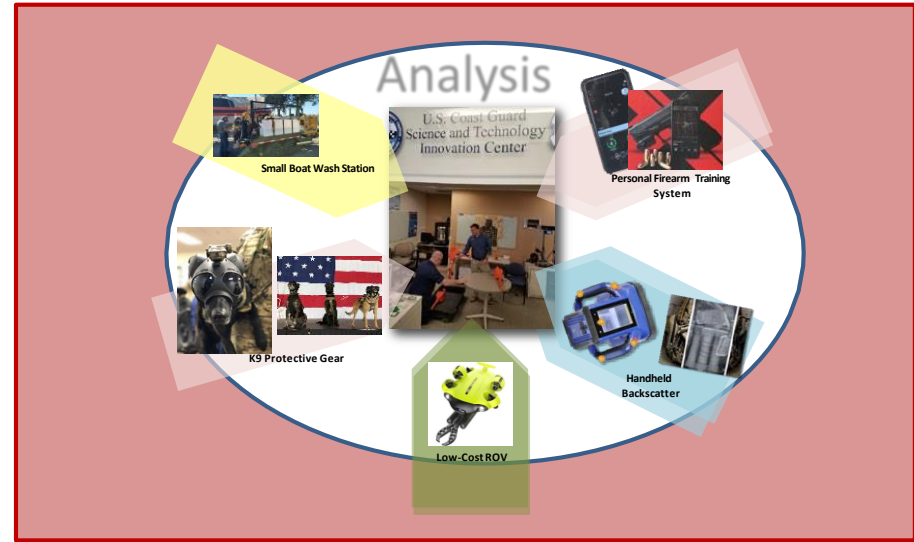 Analysis
U.S. Coast Guard
Science and Technology
Innovation Center
Small Boat Wash Station
Personal Firearm Training
System
K9 Protective Gear
Handheld
Backscatter
Low-Cost ROV